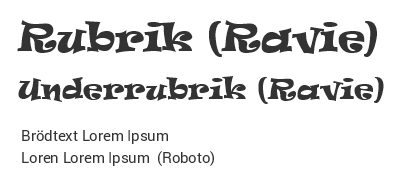 Rubrik (Ravie)
Underrubrik (Ravie)
Brödtext Lorem Ipsum
Loren Lorem Ipsum (Roboto)